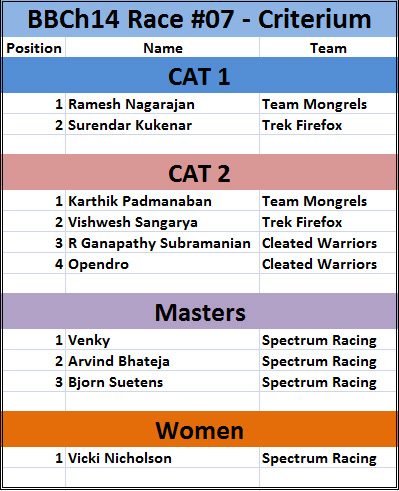 BBCh14 Race #07 - Criterium
Position Name Team
CAT 1
1 Ramesh Nagarajan Team Mongrels
2 Surendar Kukenar Trek Firefox
CAT 2
1 Karthik Padmanaban Team Mongrels
2 Vishwesh Sangarya Trek Firefox
3 R Ganapathy Subramanian Cleated Warriors
4 Opendro Cleated Warriors
Masters
1 Venky Spectrum Racing
2 Arvind Bhateja Spectrum Racing
3 Bjorn Suetens Spectrum Racing
Women
1 Vicki Nicholson Spectrum Racing